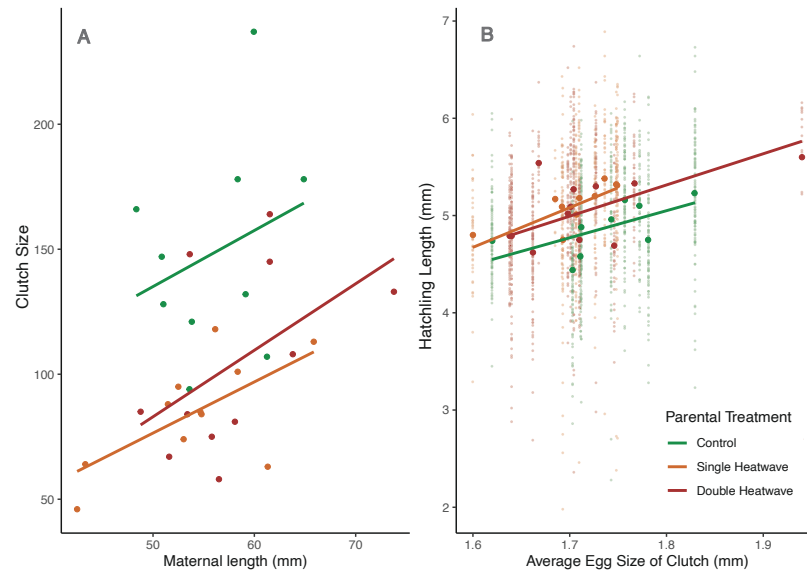 A
Clutch Size
200
150
100
50
50
60
70
Maternal length (mm)
B
Hatchling Length (mm)
7
6
5
4
3
2
1.6
1.7
1.8
1.9
Average Egg Size of Clutch (mm)
Parental Treatment
Control
Single Heatwave
Double Heatwave